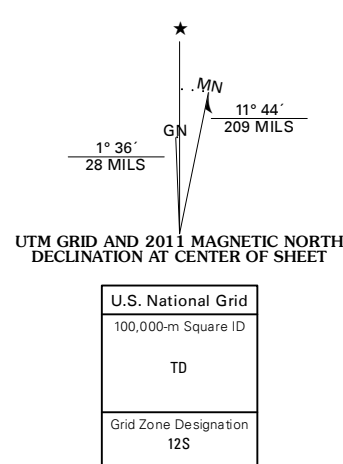 ★
MN
GN
11° 44´
209 MILS
1° 36´
28 MILS
UTM GRID AND 2011 MAGNETIC NORTH
DECLINATION AT CENTER OF SHEET
U.S. National Grid
100,000-m Square ID
TD
Grid Zone Designation
12S